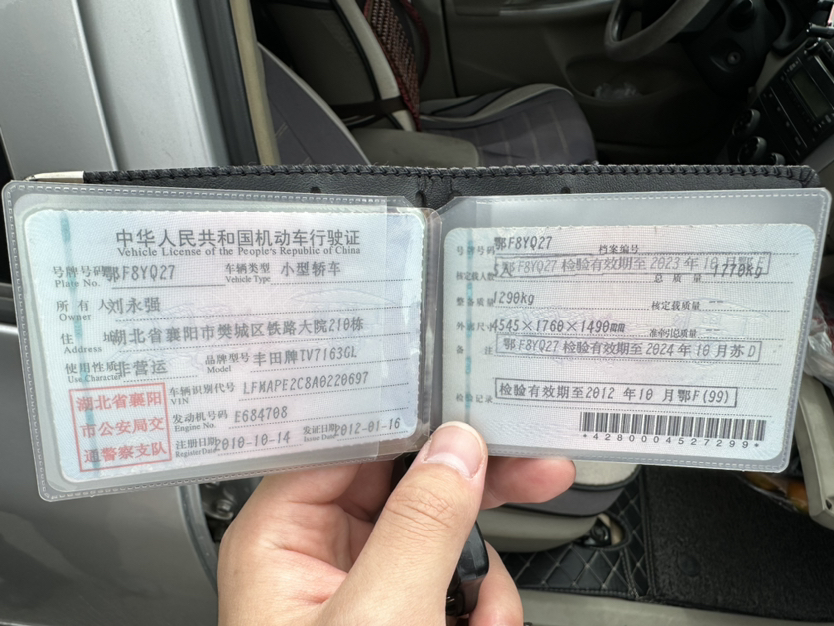 中华人民共和国机动车行驶证
Vehicle License of the People's Republic of China
号牌号码 鄂F8YQ27 车辆类型 小型轿车
Plate No. Vehicle Type
所有人 刘永强
Owner
住址 湖北省襄阳市樊城区铁路大院210栋
Address
使用性质 非营运 品牌型号 丰田牌TV7163GL
Use Character Model
车辆识别代号 LFMAPE2C8A0220697
VIN
发动机号码 E684708
Engine No.
注册日期 2010-10-14 发证日期 2012-01-16
Register Date Issue Date
湖北省襄阳
市公安局交
通警察支队
号牌号码 鄂F8YQ27 档案编号
鄂F8YQ27 检验有效期至2023年10月鄂F
核定载人数 5人 总质量 1770kg
整备质量 1290kg 核定载质量 --
外廓尺寸 4545×1760×1490mm 准牵引总质量 --
备注 鄂F8YQ27 检验有效期至2024年10月苏D
检验记录 检验有效期至2012年10月鄂F(99)
*4280004527299*